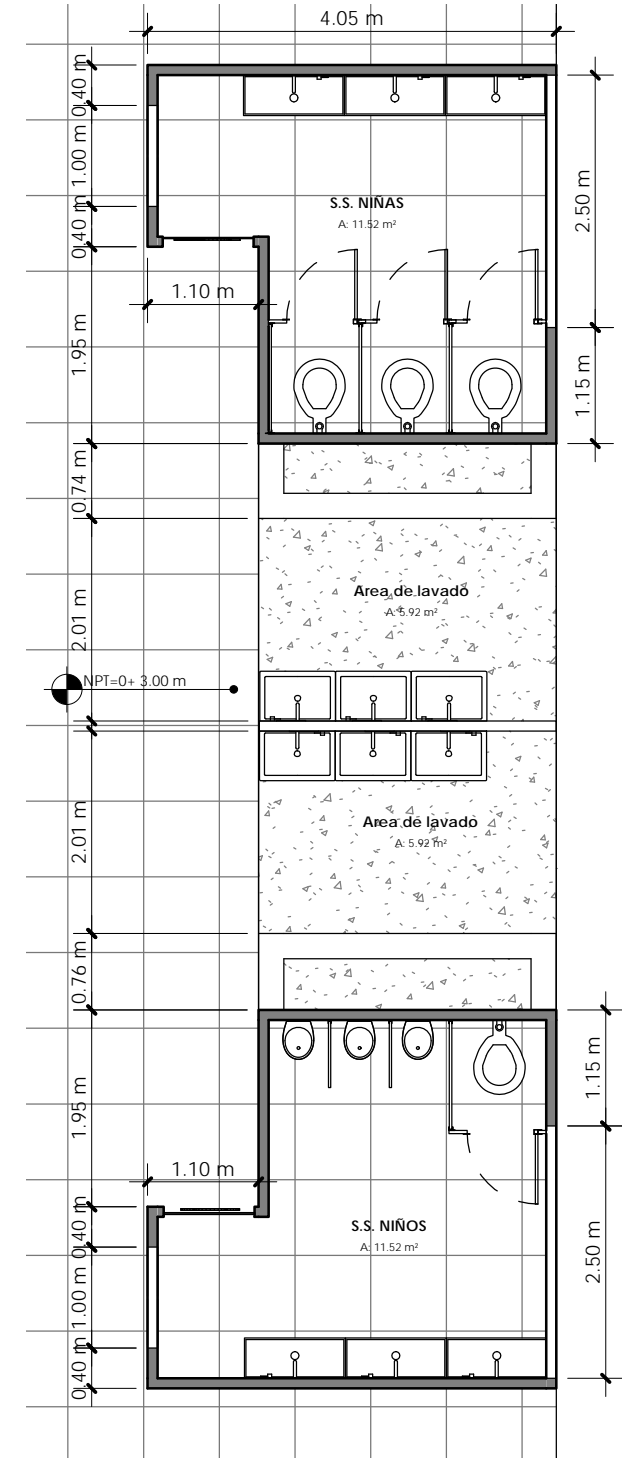 4.05 m
0.40 m
1.00 m
0.40 m
2.50 m
S.S. NIÑAS
A: 11.52 m²
1.10 m
1.95 m
1.15 m
0.74 m
Area de lavado
A: 5.92 m²
2.01 m
NPT=0+ 3.00 m
2.01 m
Area de lavado
A: 5.92 m²
0.76 m
1.15 m
1.95 m
1.10 m
0.40 m
S.S. NIÑOS
A: 11.52 m²
2.50 m
1.00 m
0.40 m